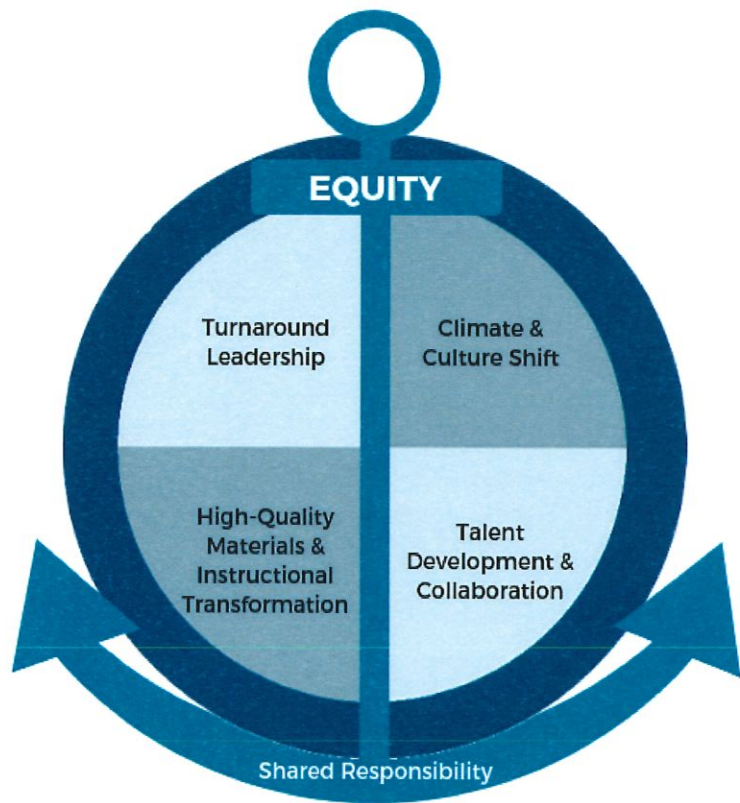 EQUITY
Turnaround
Leadership
Climate &
Culture Shift
High-Quality
Materials &
Instructional
Transformation
Talent
Development &
Collaboration
Shared Responsibility